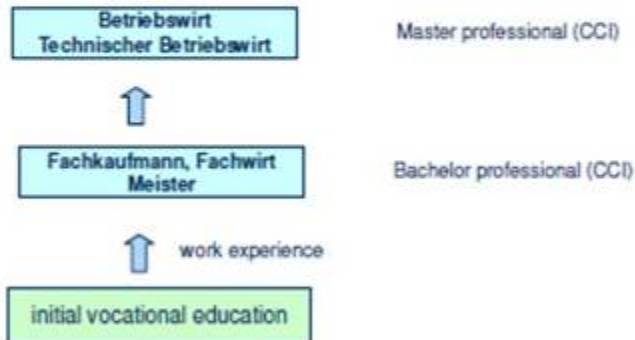 Betriebswirt
Technischer Betriebswirt
Master professional (CCI)
Fachkaufmann, Fachwirt
Meister
Bachelor professional (CCI)
work experience
initial vocational education